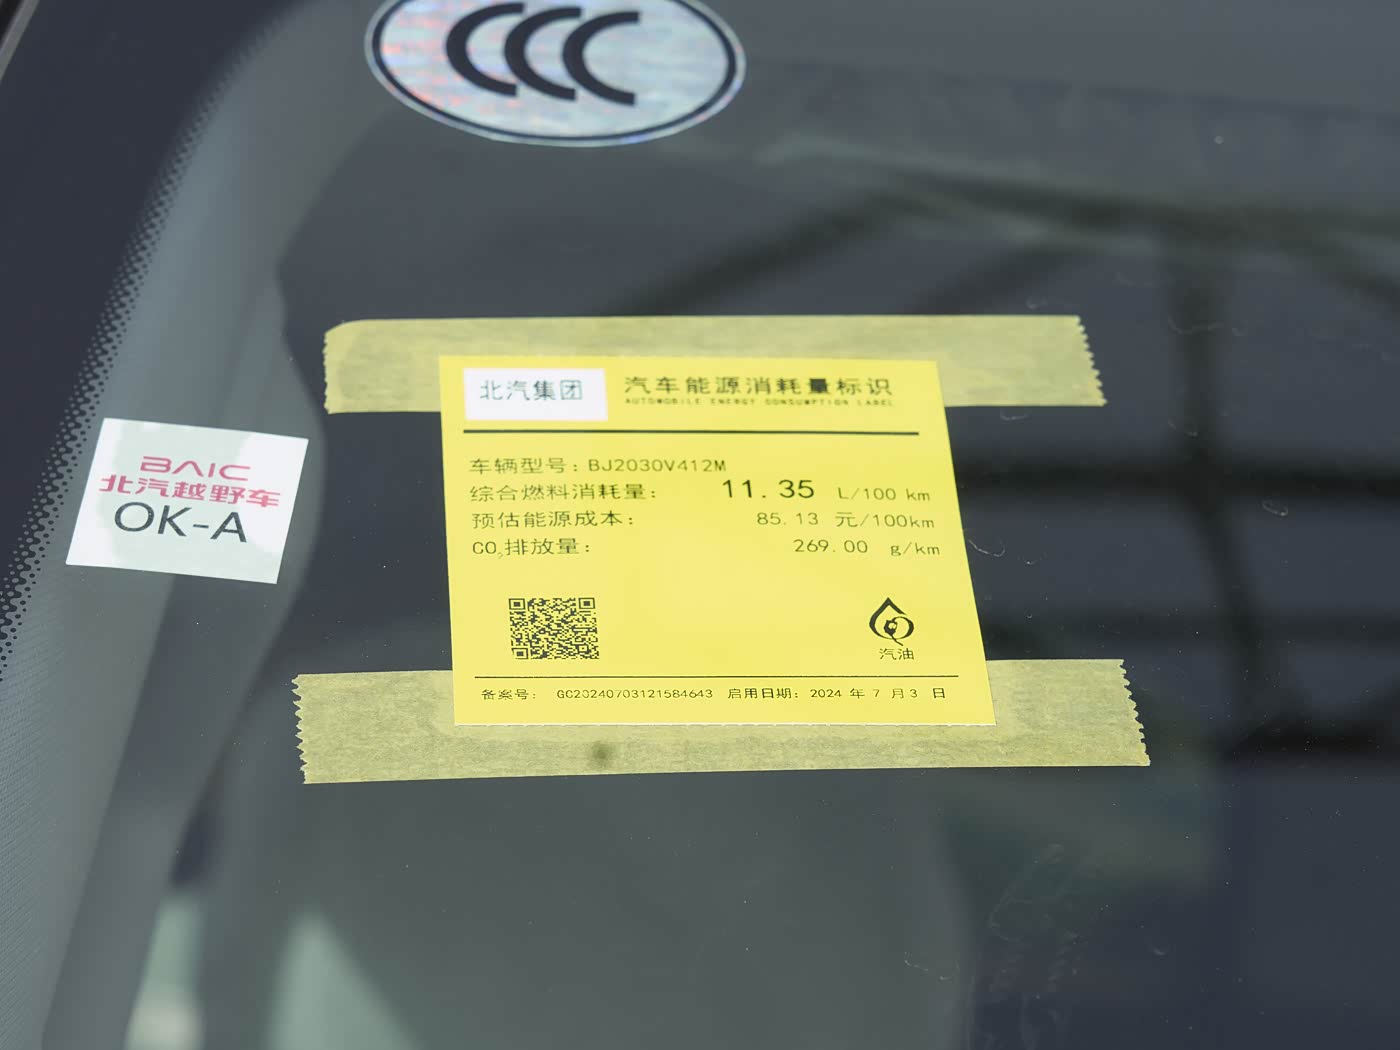 CCC
北汽集团
汽车能源消耗量标识
AUTOMOBILE ENERGY CONSUMPTION LABEL
车辆型号: BJ2030V412M
综合燃料消耗量: 11.35 L/100 km
预估能源成本: 85.13 元/100km
CO₂排放量: 269.00 g/km
汽油
备案号: GC20240703121584643 启用日期: 2024 年 7 月 3 日
BAIC
北汽越野车
OK-A